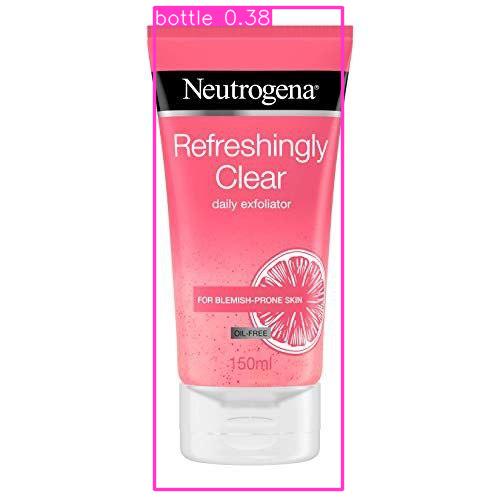 bottle 0.38
Neutrogena®
Refreshingly
Clear
daily exfoliator
FOR BLEMISH-PRONE SKIN
OIL-FREE
150ml